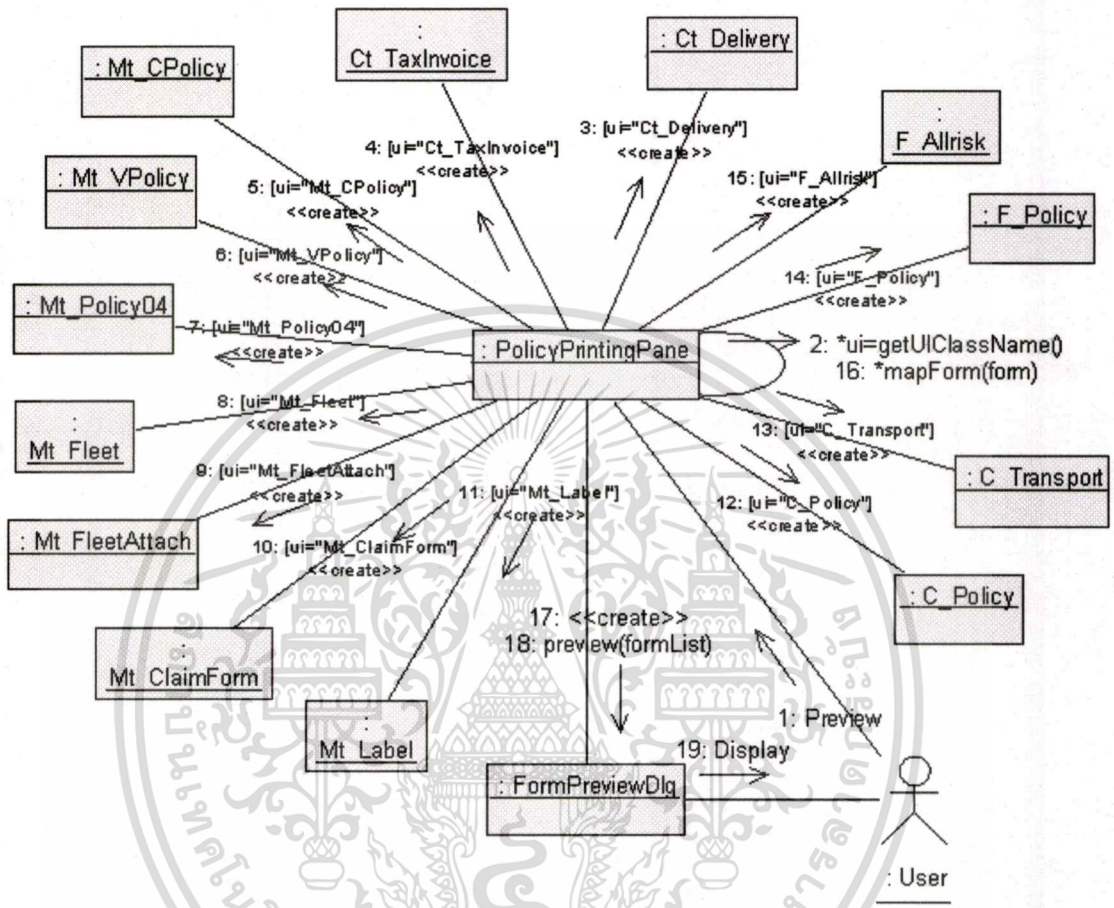 :
Ct_TaxInvoice
: Ct_Delivery
: Mt_CPolicy
:
F_Allrisk
3: [ui="Ct_Delivery"]
<<create>>
4: [ui="Ct_TaxInvoice"]
<<create>>
: Mt_VPolicy
5: [ui="Mt_CPolicy"]
<<create>>
15: [ui="F_Allrisk"]
<<create>>
: F_Policy
6: [ui="Mt_VPolicy"]
<<create>>
14: [ui="F_Policy"]
<<create>>
: Mt_Policy04
7: [ui="Mt_Policy04"]
<<create>>
: PolicyPrintingPane
2: *ui=getUIClassName()
16: *mapForm(form)
8: [ui="Mt_Fleet"]
<<create>>
:
Mt_Fleet
13: [ui="C_Transport"]
<<create>>
9: [ui="Mt_FleetAttach"]
<<create>>
11: [ui="Mt_Label"]
<<create>>
12: [ui="C_Policy"]
<<create>>
: C_Transport
: Mt_FleetAttach
10: [ui="Mt_ClaimForm"]
<<create>>
: C_Policy
17: <<create>>
18: preview(formList)
:
Mt_ClaimForm
1: Preview
:
Mt_Label
19: Display
: FormPreviewDlg
: User